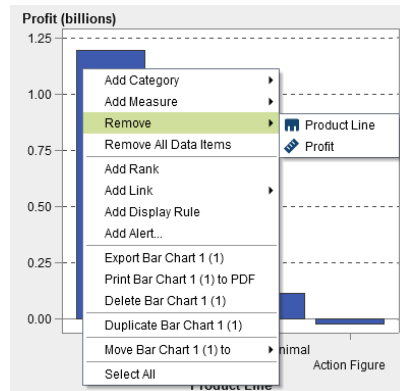 Profit (billions)
1.25
1.00
0.75
0.50
0.25
0.00
Add Category
Add Measure
Remove
Remove All Data Items
Add Rank
Add Link
Add Display Rule
Add Alert...
Export Bar Chart 1 (1)
Print Bar Chart 1 (1) to PDF
Delete Bar Chart 1 (1)
Duplicate Bar Chart 1 (1)
Move Bar Chart 1 (1) to
Select All
Product Line
Profit
nimal
Action Figure
Product Line